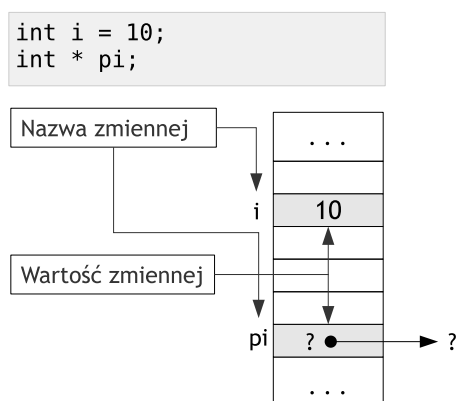 int i = 10;
int * pi;
Nazwa zmiennej
...
i 10
Wartość zmiennej
pi ? ?
...